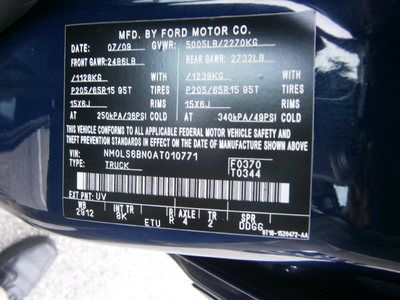 MFD. BY FORD MOTOR CO.
DATE: 07/09 GVWR: 5005LB/2270KG
FRONT GAWR: 2486LB REAR GAWR: 2732LB
/1128KG WITH /1239KG WITH
P205/65R15 95T TIRES P205/65R15 95T TIRES
15X6J RIMS 15X6J RIMS
AT 250kPA/36PSI COLD AT 340kPA/49PSI COLD
THIS VEHICLE CONFORMS TO ALL APPLICABLE FEDERAL MOTOR VEHICLE SAFETY
AND THEFT PREVENTION STANDARDS IN EFFECT ON THE DATE OF MANUFACTURE SHOWN ABOVE.
VIN: NM0LS6BN0AT010771 F0370
TYPE: TRUCK T0344
EXT PNT: UV
WB INT TR R AX TR SPR
2912 8K ETU 4 2 DDGG